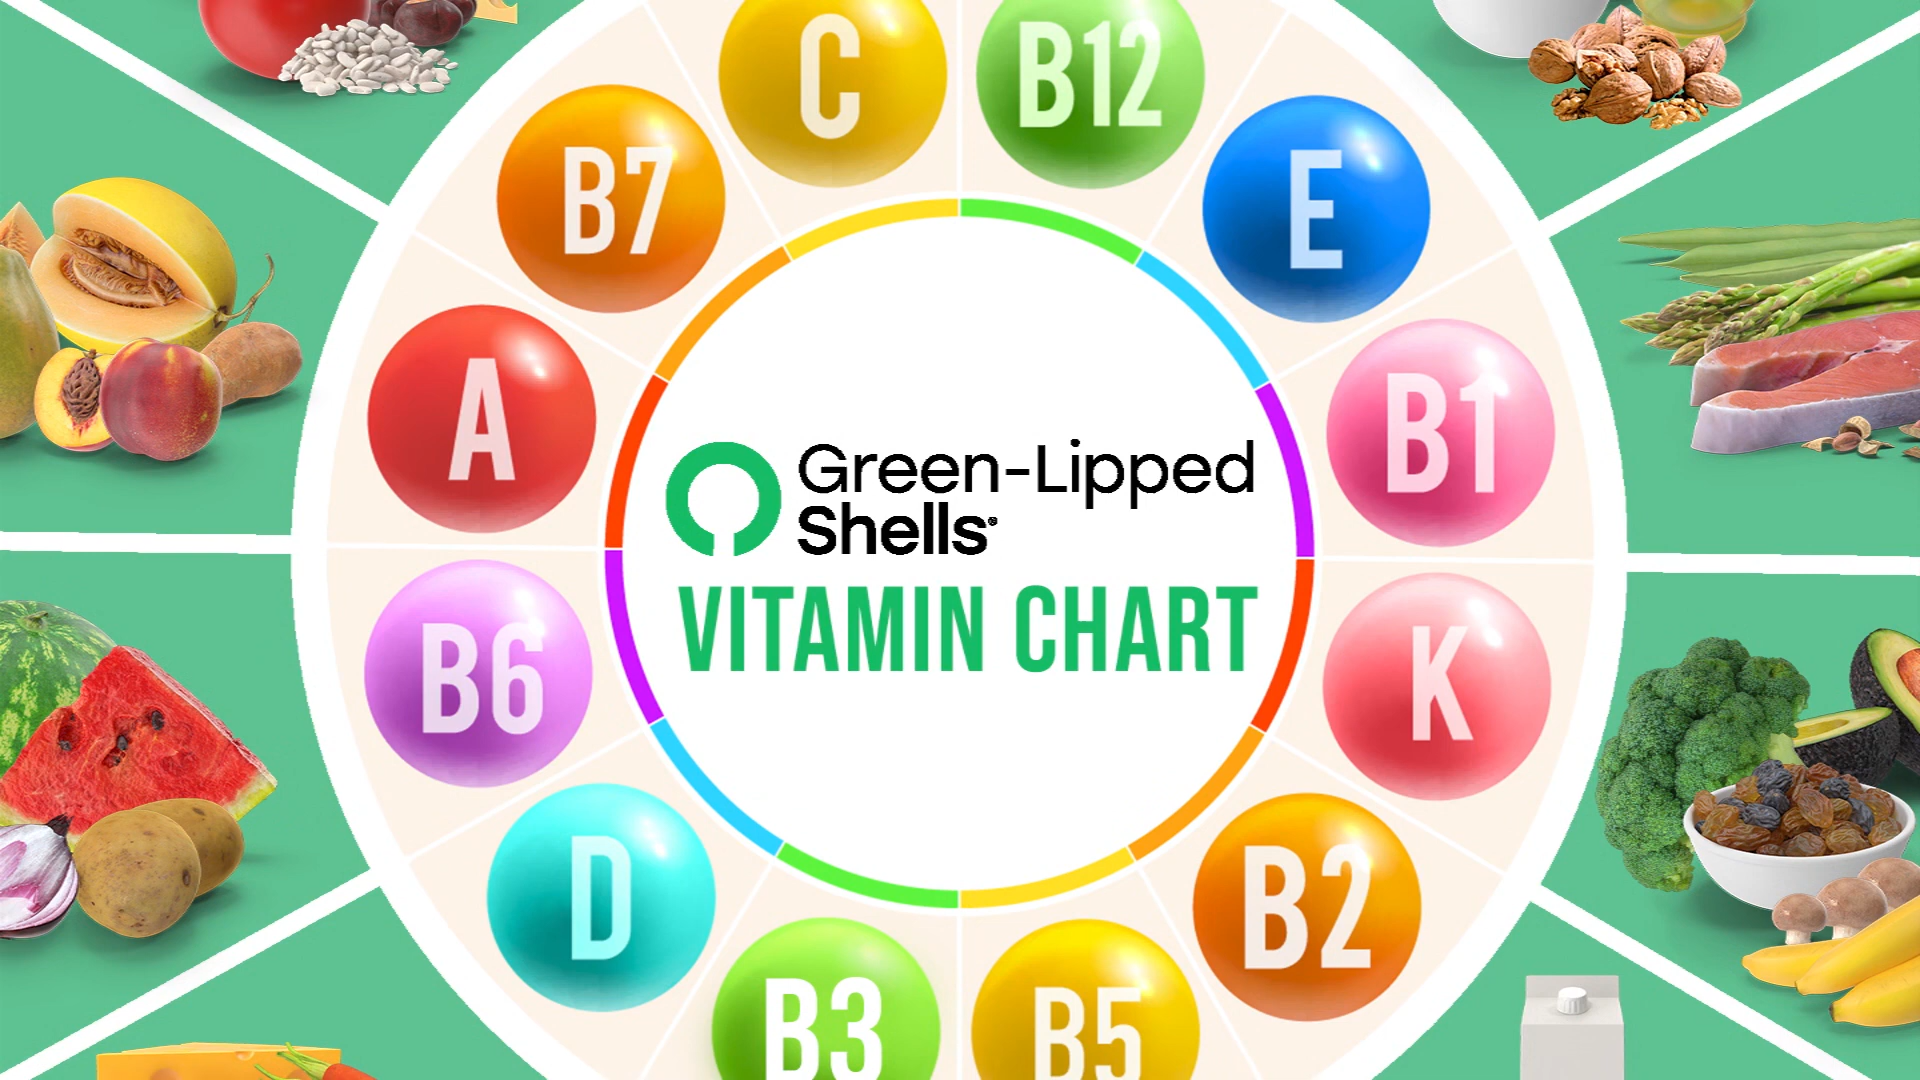 C
B12
B7
E
A
B1
Green-Lipped
Shells
VITAMIN CHART
B6
K
D
B2
B3
B5